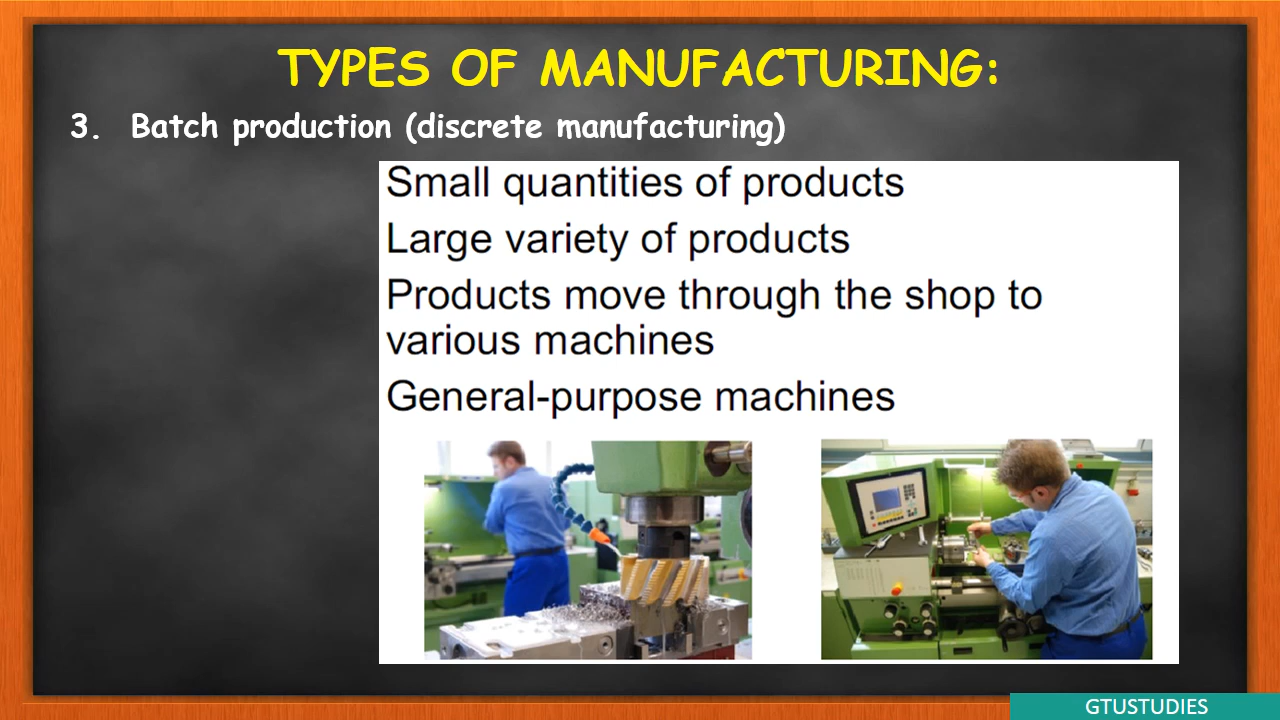 TYPES OF MANUFACTURING:
3. Batch production (discrete manufacturing)
Small quantities of products
Large variety of products
Products move through the shop to
various machines
General-purpose machines
GTUSTUDIES